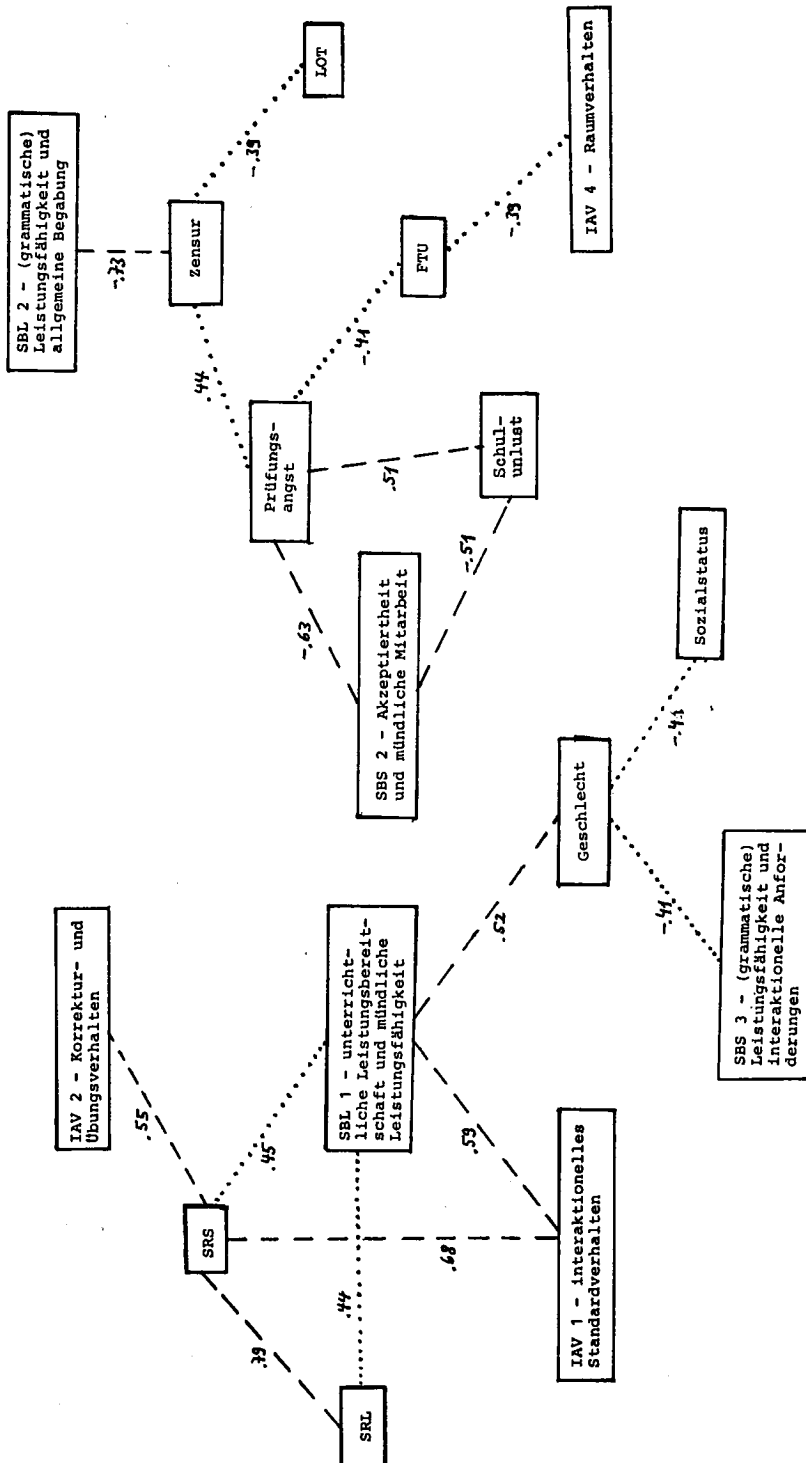 IAV 2 - Korrektur- und
Übungsverhalten
.55
SRS
.45
.79
.68
SRL
.44
SBL 1 - unterricht-
liche Leistungsbereit-
schaft und mündliche
Leistungsfähigkeit
.59
.52
IAV 1 - interaktionelles
Standardverhalten
Geschlecht
-.41
-.41
SBS 3 - (grammatische)
Leistungsfähigkeit und
interaktionelle Anfor-
derungen
Sozialstatus
SBL 2 - (grammatische)
Leistungsfähigkeit und
allgemeine Begabung
-.73
Zensur
.44
-.39
LOT
Prüfungs-
angst
-.63
.51
-.41
SBS 2 - Akzeptiertheit
und mündliche Mitarbeit
-.51
Schul-
unlust
FTU
-.39
IAV 4 - Raumverhalten